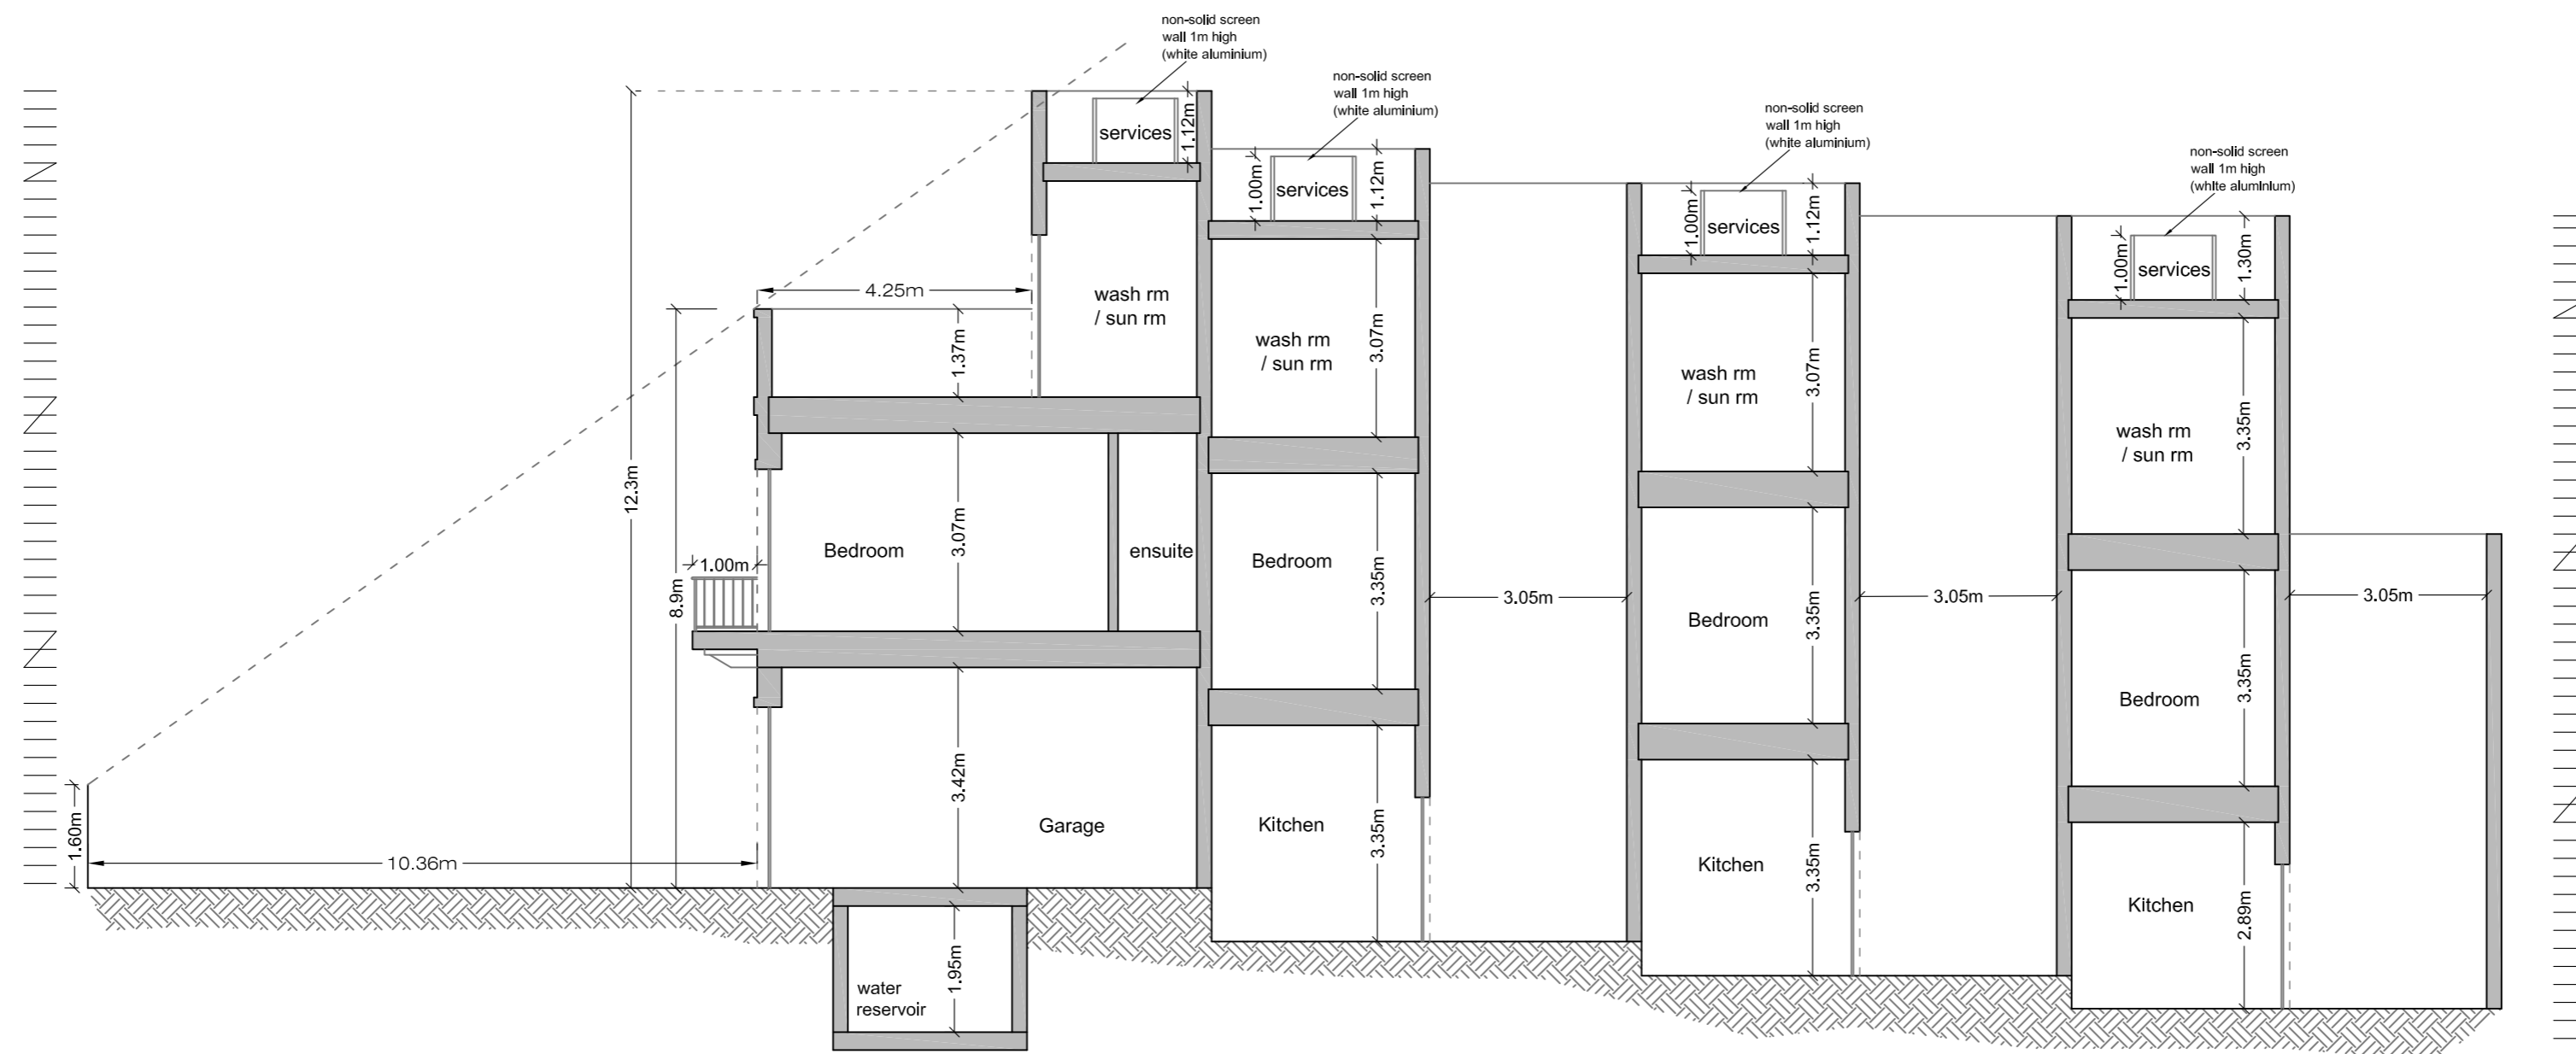 non-solid screen
wall 1m high
(white aluminium)
non-solid screen
wall 1m high
(white aluminium)
non-solid screen
wall 1m high
(white aluminium)
non-solid screen
wall 1m high
(white aluminium)
services
1.12m
1.00m
services
1.12m
1.00m
services
1.12m
1.00m
services
1.30m
4.25m
wash rm
/ sun rm
1.37m
wash rm
/ sun rm
3.07m
wash rm
/ sun rm
3.07m
wash rm
/ sun rm
3.35m
12.3m
8.9m
1.00m
Bedroom
3.07m
ensuite
Bedroom
3.35m
3.05m
Bedroom
3.35m
3.05m
Bedroom
3.35m
3.05m
1.60m
10.36m
3.42m
Garage
Kitchen
3.35m
Kitchen
3.35m
Kitchen
2.89m
water
reservoir
1.95m